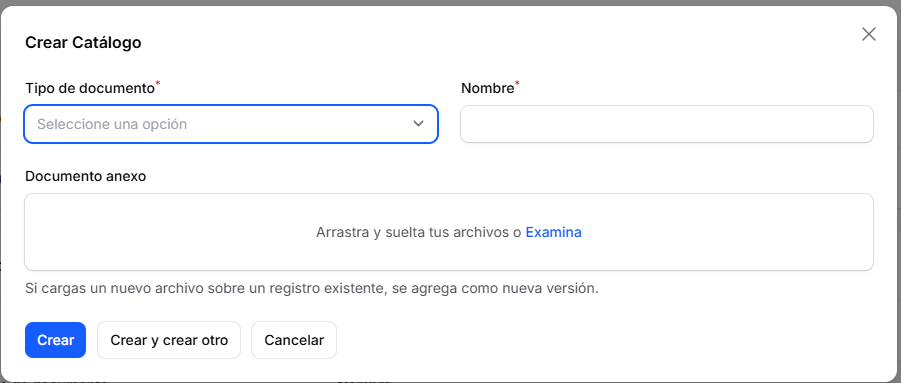 Crear Catálogo
Tipo de documento*
Nombre*
Seleccione una opción
Documento anexo
Arrastra y suelta tus archivos o Examina
Si cargas un nuevo archivo sobre un registro existente, se agrega como nueva versión.
Crear
Crear y crear otro
Cancelar